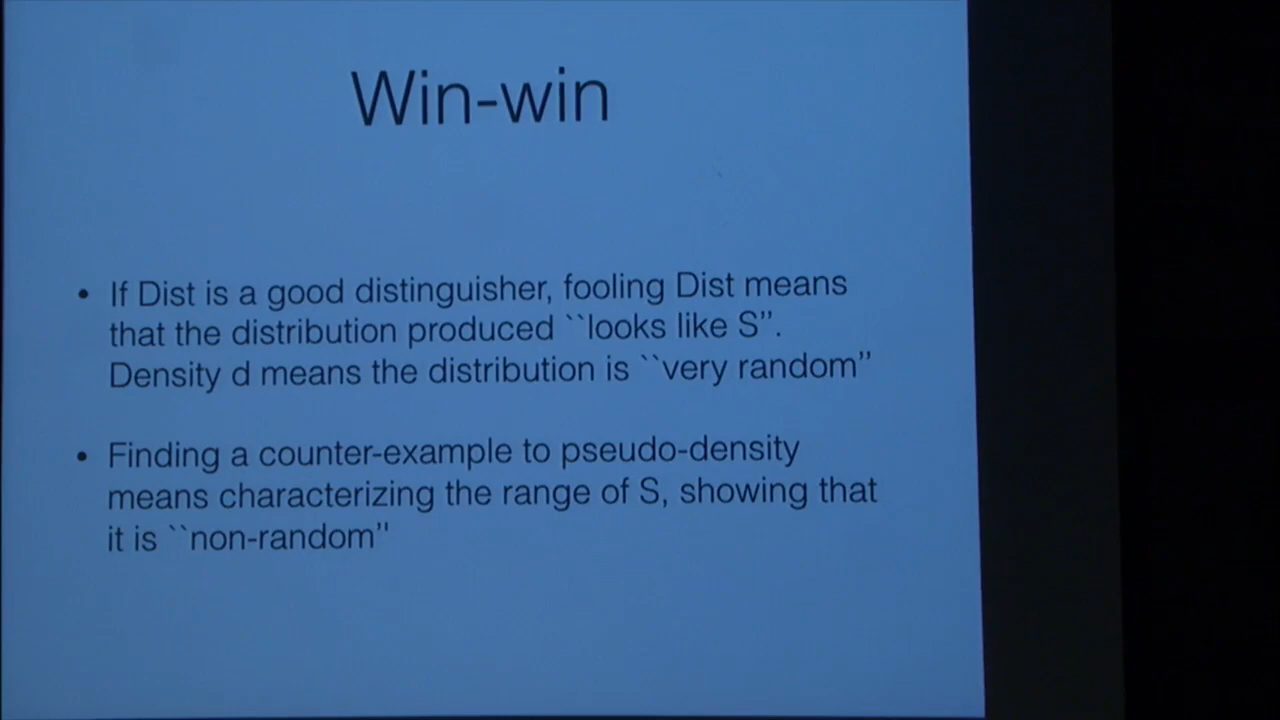 Win-win
• If Dist is a good distinguisher, fooling Dist means
that the distribution produced ``looks like S”.
Density d means the distribution is ``very random”
• Finding a counter-example to pseudo-density
means characterizing the range of S, showing that
it is ``non-random”